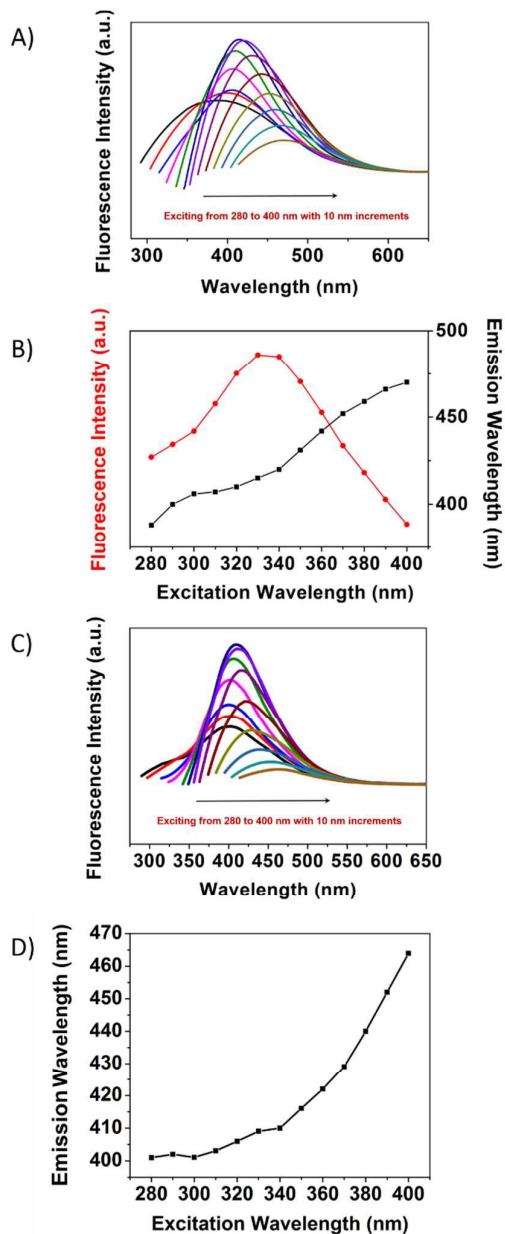 A)
Fluorescence Intensity (a.u.)
Exciting from 280 to 400 nm with 10 nm increments
300 400 500 600
Wavelength (nm)
B)
Fluorescence Intensity (a.u.)
500
450
400
Emission Wavelength (nm)
280 300 320 340 360 380 400
Excitation Wavelength (nm)
C)
Fluorescence Intensity (a.u.)
Exciting from 280 to 400 nm with 10 nm increments
300 350 400 450 500 550 600 650
Wavelength (nm)
D)
Emission Wavelength (nm)
470
460
450
440
430
420
410
400
280 300 320 340 360 380 400
Excitation Wavelength (nm)